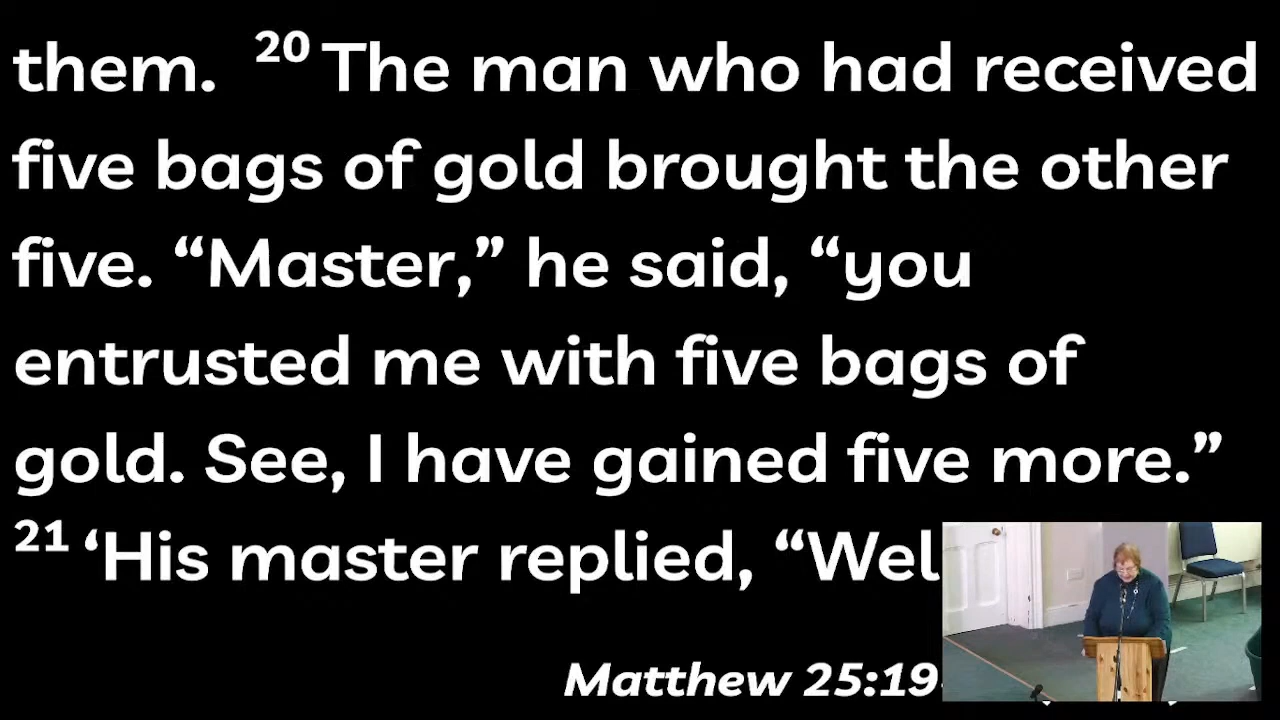 them. 20 The man who had received
five bags of gold brought the other
five. “Master,” he said, “you
entrusted me with five bags of
gold. See, I have gained five more.”
21 ‘His master replied, “Wel
Matthew 25:19